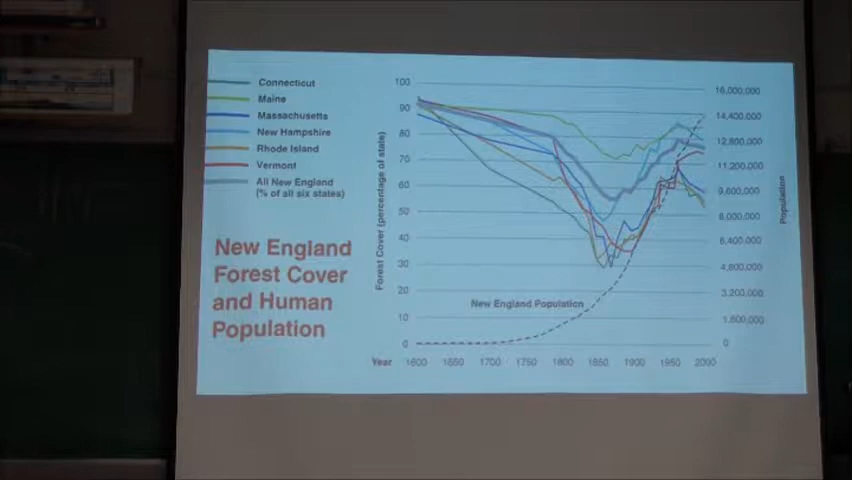 Connecticut
Maine
Massachusetts
New Hampshire
Rhode Island
Vermont
All New England
(% of all six states)
New England
Forest Cover
and Human
Population
Forest Cover (percentage of state)
100
90
80
70
60
50
40
30
20
10
0
New England Population
16,000,000
14,400,000
12,800,000
11,200,000
9,600,000
8,000,000
6,400,000
4,800,000
3,200,000
1,600,000
0
Population
Year 1600 1650 1700 1750 1800 1850 1900 1950 2000